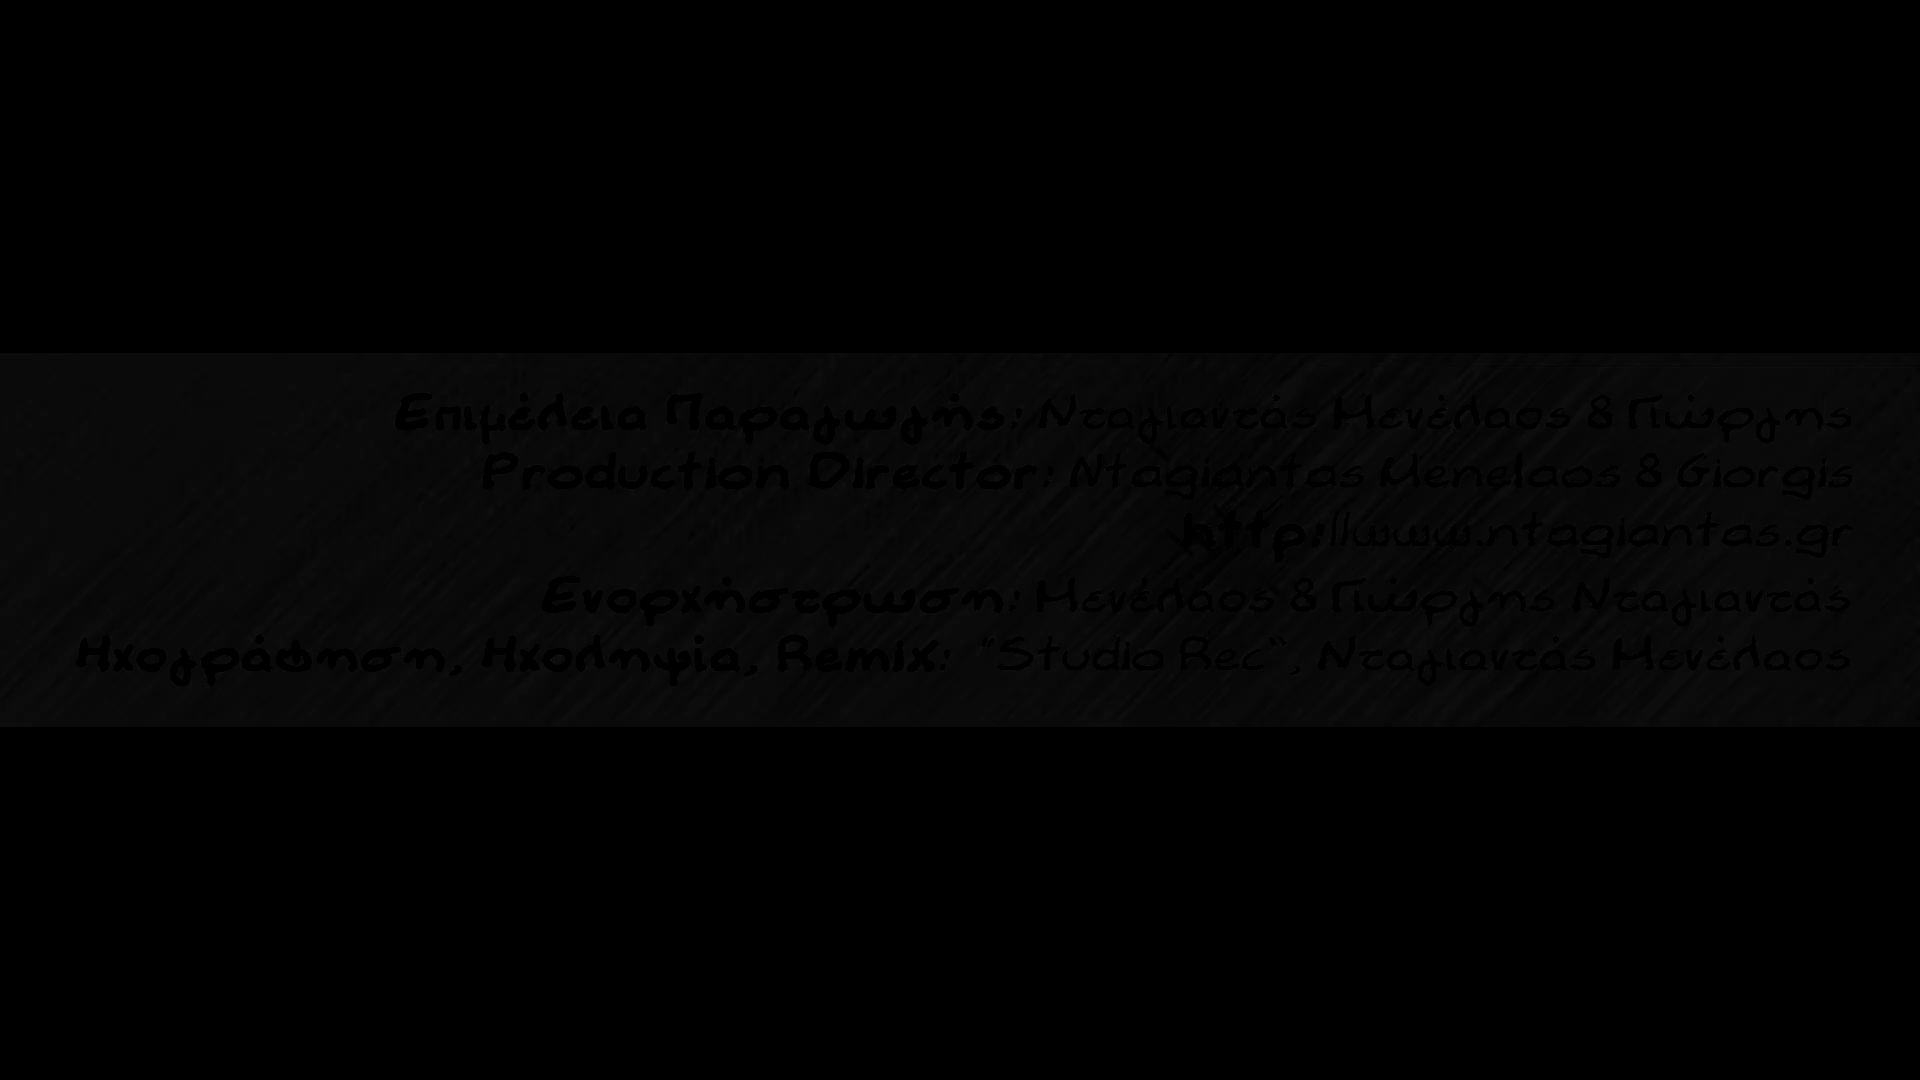 Επιμέλεια Παραγωγής: Νταγιαντάς Μενέλαος & Γιώργης
Production Director: Ntagiantas Menelaos & Giorgis
http://www.ntagiantas.gr
Ενορχήστρωση: Μενέλαος & Γιώργης Νταγιαντάς
Ηχογράφηση, Ηχοληψία, Remix: "Studio Rec", Νταγιαντάς Μενέλαος